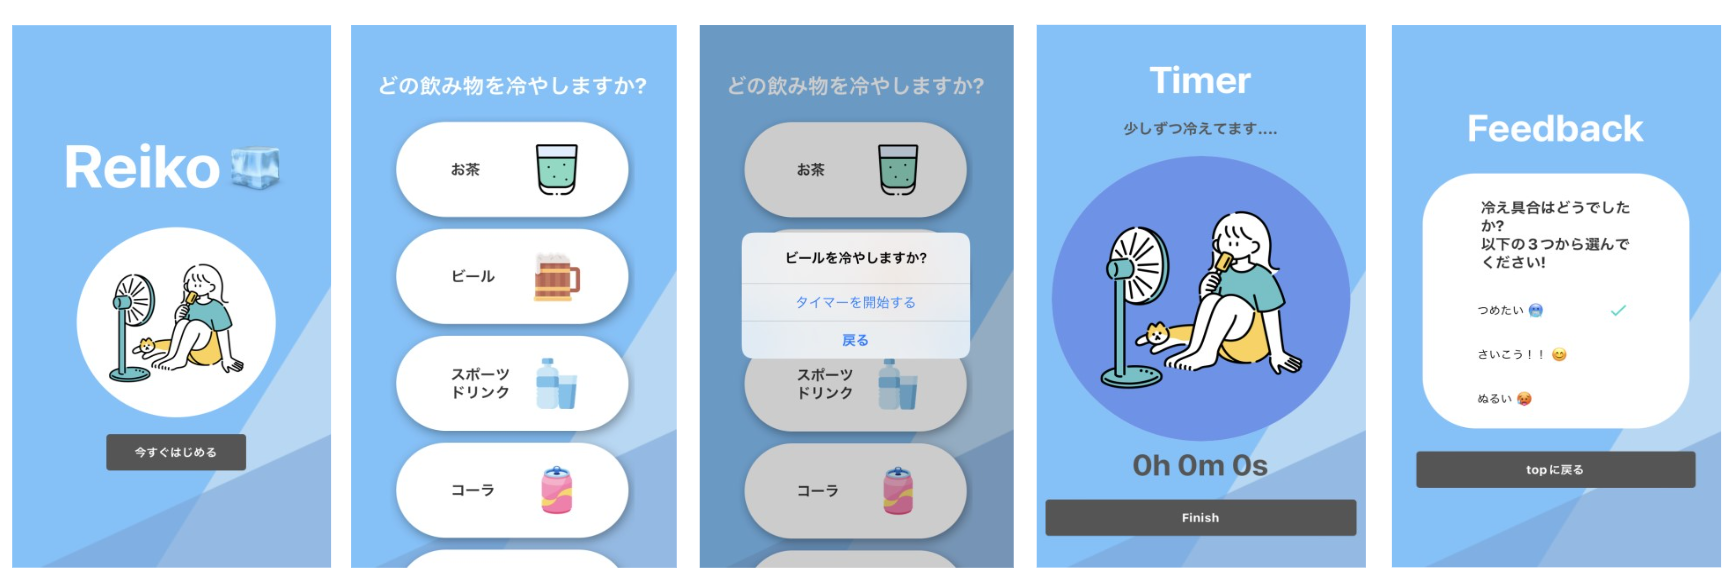 Reiko
今すぐはじめる
どの飲み物を冷やしますか?
お茶
ビール
スポーツ
ドリンク
コーラ
どの飲み物を冷やしますか?
お茶
ビールを冷やしますか?
タイマーを開始する
戻る
スポーツ
ドリンク
コーラ
Timer
少しずつ冷えてます....
0h 0m 0s
Finish
Feedback
冷え具合はどうでした
か?
以下の3つから選んで
ください!
つめたい 🥶
さいこう！！ 😊
ぬるい 🥵
topに戻る